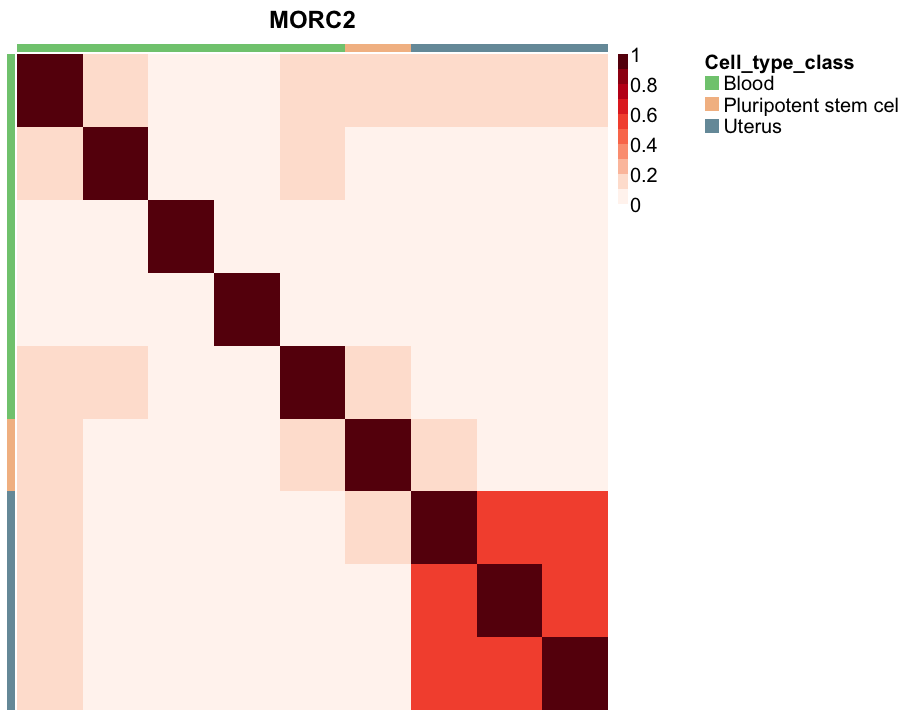 MORC2
1
0.8
0.6
0.4
0.2
0
Cell_type_class
Blood
Pluripotent stem cel
Uterus